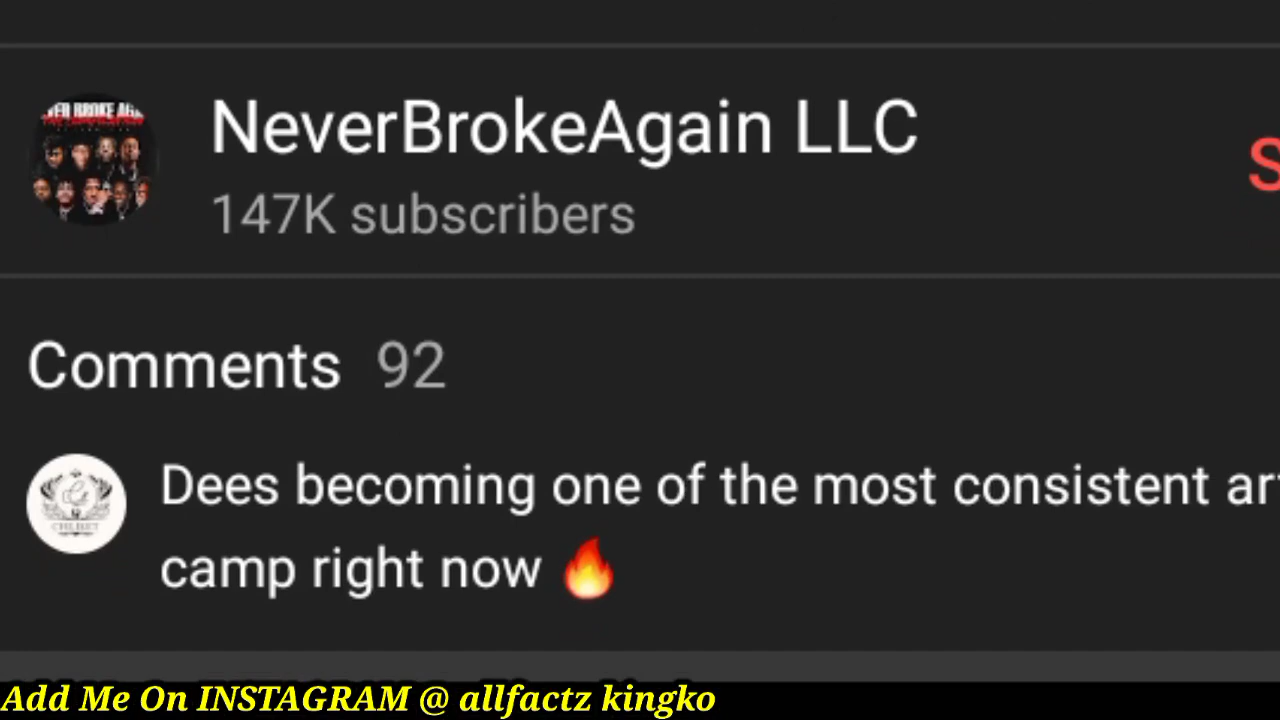 NeverBrokeAgain LLC
147K subscribers
Comments 92
Dees becoming one of the most consistent
camp right now 🔥
Add Me On INSTAGRAM @ allfactz kingko